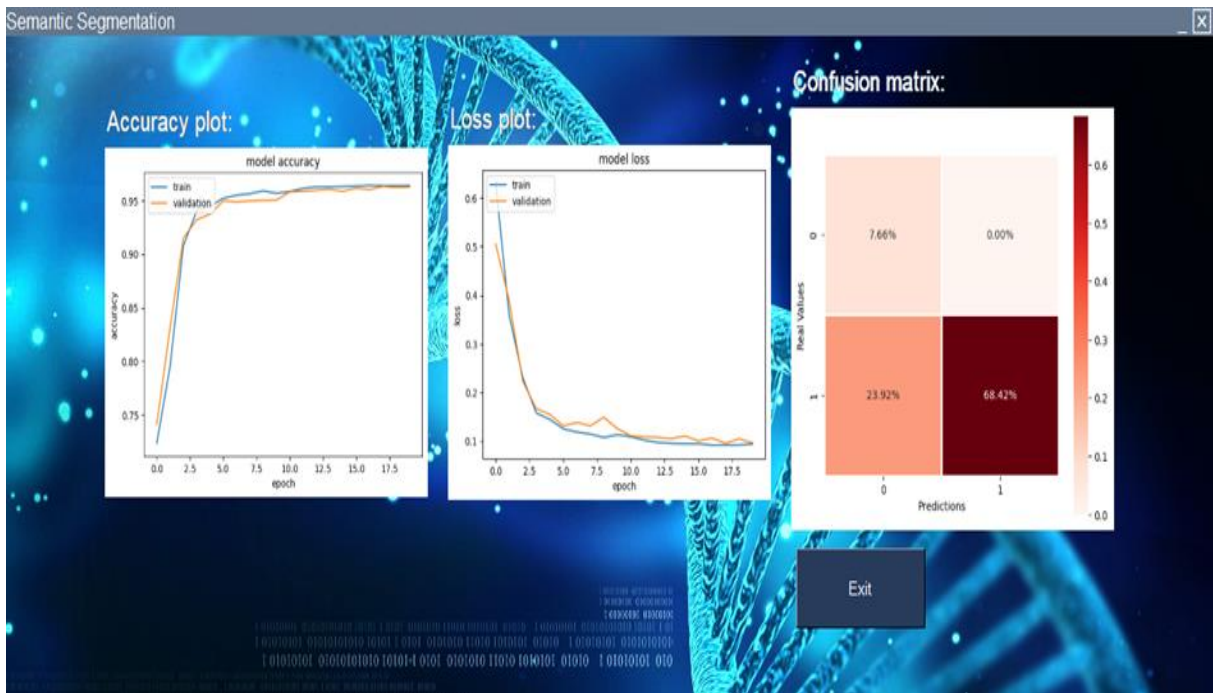 Semantic Segmentation
Accuracy plot:
model accuracy
train
validation
0.95
0.90
0.85
0.80
0.75
accuracy
0.0 2.5 5.0 7.5 10.0 12.5 15.0 17.5
epoch
Loss plot:
model loss
train
validation
0.6
0.5
0.4
0.3
0.2
0.1
loss
0.0 2.5 5.0 7.5 10.0 12.5 15.0 17.5
epoch
Confusion matrix:
Real Values
0
7.66% 0.00%
1
23.92% 68.42%
0 1
Predictions
0.6
0.5
0.4
0.3
0.2
0.1
0.0
Exit